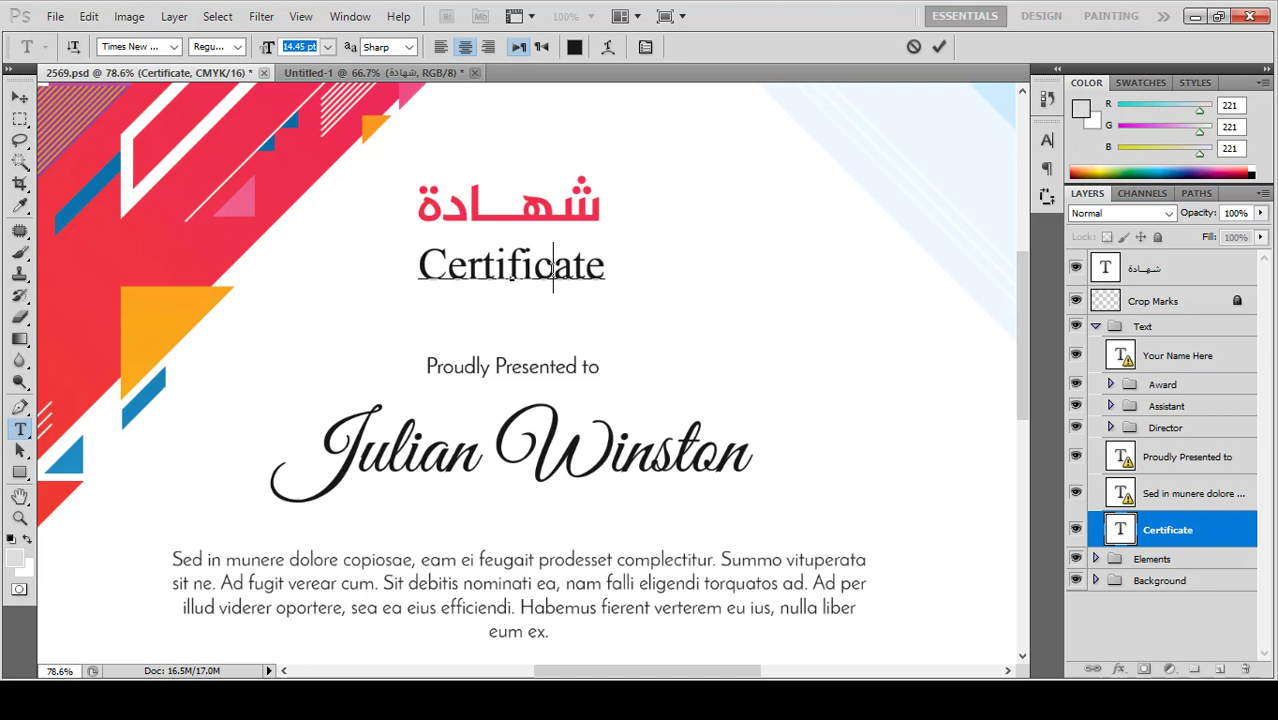 Ps File Edit Image Layer Select Filter View Window Help Br Mb 100% ESSENTIALS DESIGN PAINTING
T Times New ... Regu... 14.45 pt Sharp
2569.psd @ 78.6% (Certificate, CMYK/16) * Untitled-1 @ 66.7% (شهادة, RGB/8) *
شهـــادة
Certificate
Proudly Presented to
Julian Winston
Sed in munere dolore copiosae, eam ei feugait prodesset complectitur. Summo vituperata
sit ne. Ad fugit verear cum. Sit debitis nominati ea, nam falli eligendi torquatos ad. Ad per
illud viderer oportere, sea ea eius efficiendi. Habemus fierent verterem eu ius, nulla liber
eum ex.
78.6% Doc: 16.5M/17.0M
COLOR SWATCHES STYLES
R 221
G 221
B 221
LAYERS CHANNELS PATHS
Normal Opacity: 100%
Lock: Fill: 100%
شهـــادة
Crop Marks
Text
Your Name Here
Award
Assistant
Director
Proudly Presented to
Sed in munere dolore ...
Certificate
Elements
Background